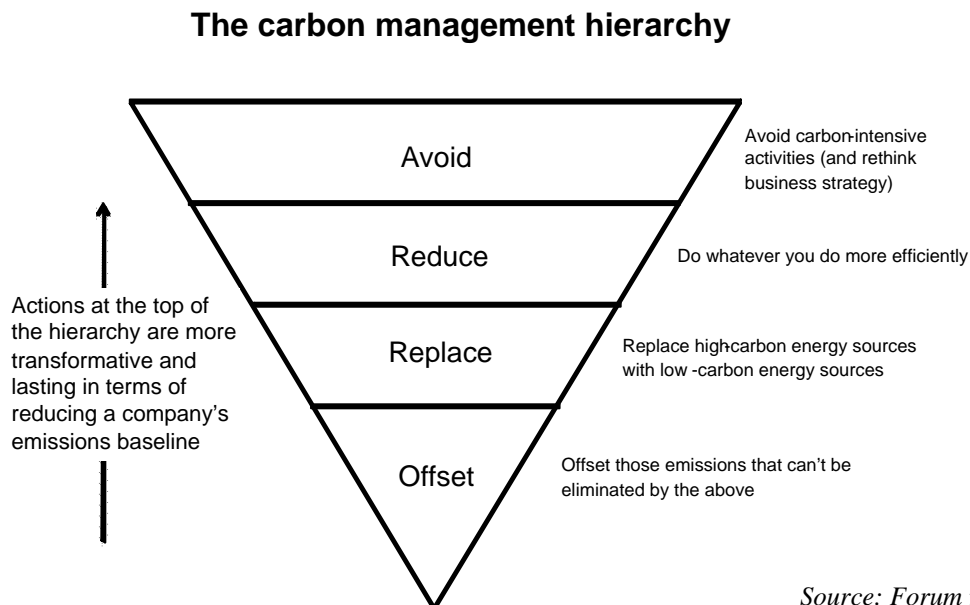 The carbon management hierarchy
Avoid
Avoid carbon-intensive
activities (and rethink
business strategy)
Reduce
Do whatever you do more efficiently
Actions at the top of
the hierarchy are more
transformative and
lasting in terms of
reducing a company's
emissions baseline
Replace
Replace high-carbon energy sources
with low -carbon energy sources
Offset
Offset those emissions that can't be
eliminated by the above
Source: Forum